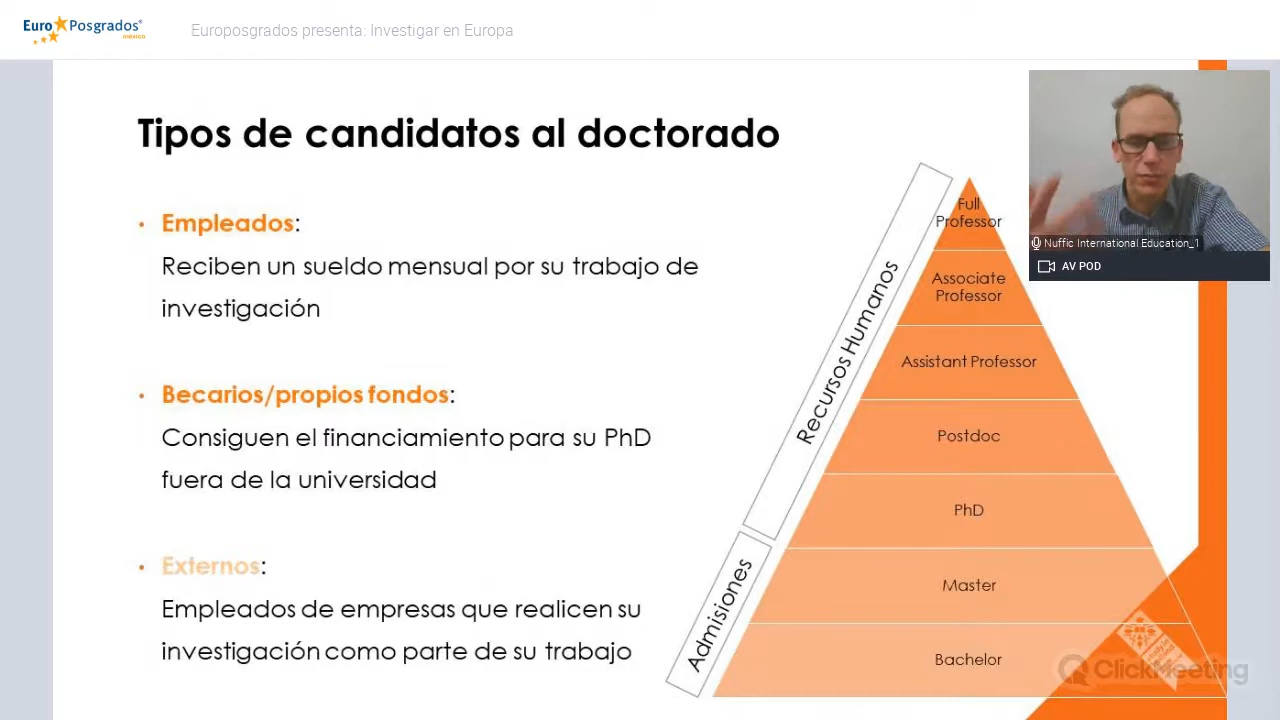 Euro Posgrados®
méxico
Europosgrados presenta: Investigar en Europa
Tipos de candidatos al doctorado
• Empleados:
Reciben un sueldo mensual por su trabajo de
investigación
• Becarios/propios fondos:
Consiguen el financiamiento para su PhD
fuera de la universidad
• Externos:
Empleados de empresas que realicen su
investigación como parte de su trabajo
Recursos Humanos
Admisiones
Full
Professor
Associate
Professor
Assistant Professor
Postdoc
PhD
Master
Bachelor
Nuffic International Education_1
AV POD
ClickMeeting